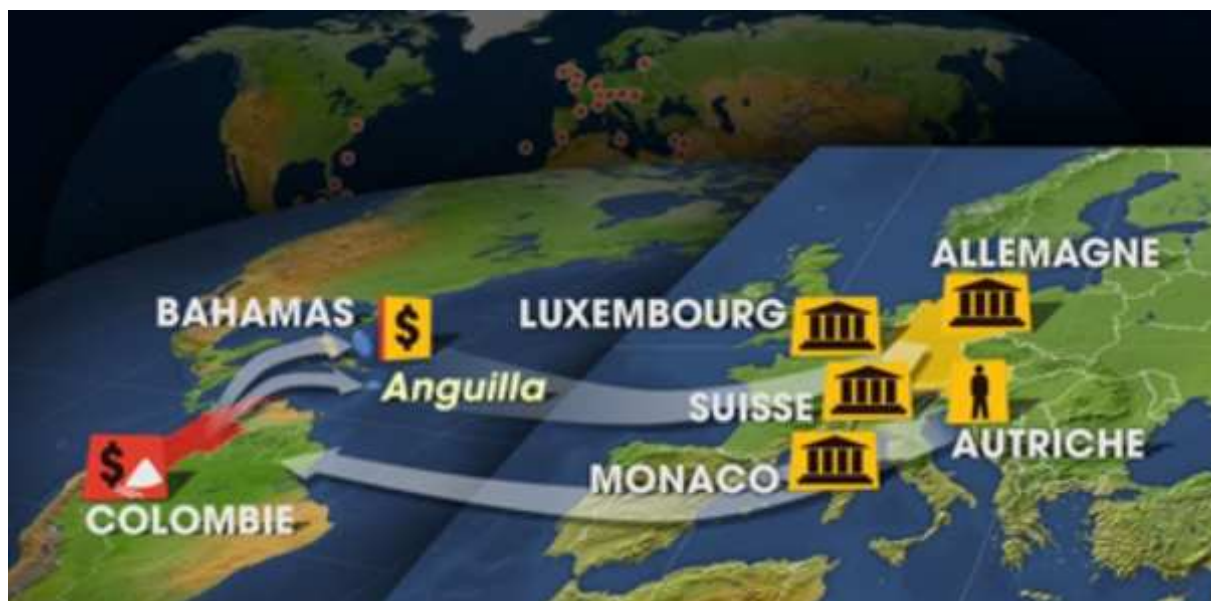 ALLEMAGNE
BAHAMAS
$
LUXEMBOURG
Anguilla
SUISSE
AUTRICHE
$
MONACO
COLOMBIE